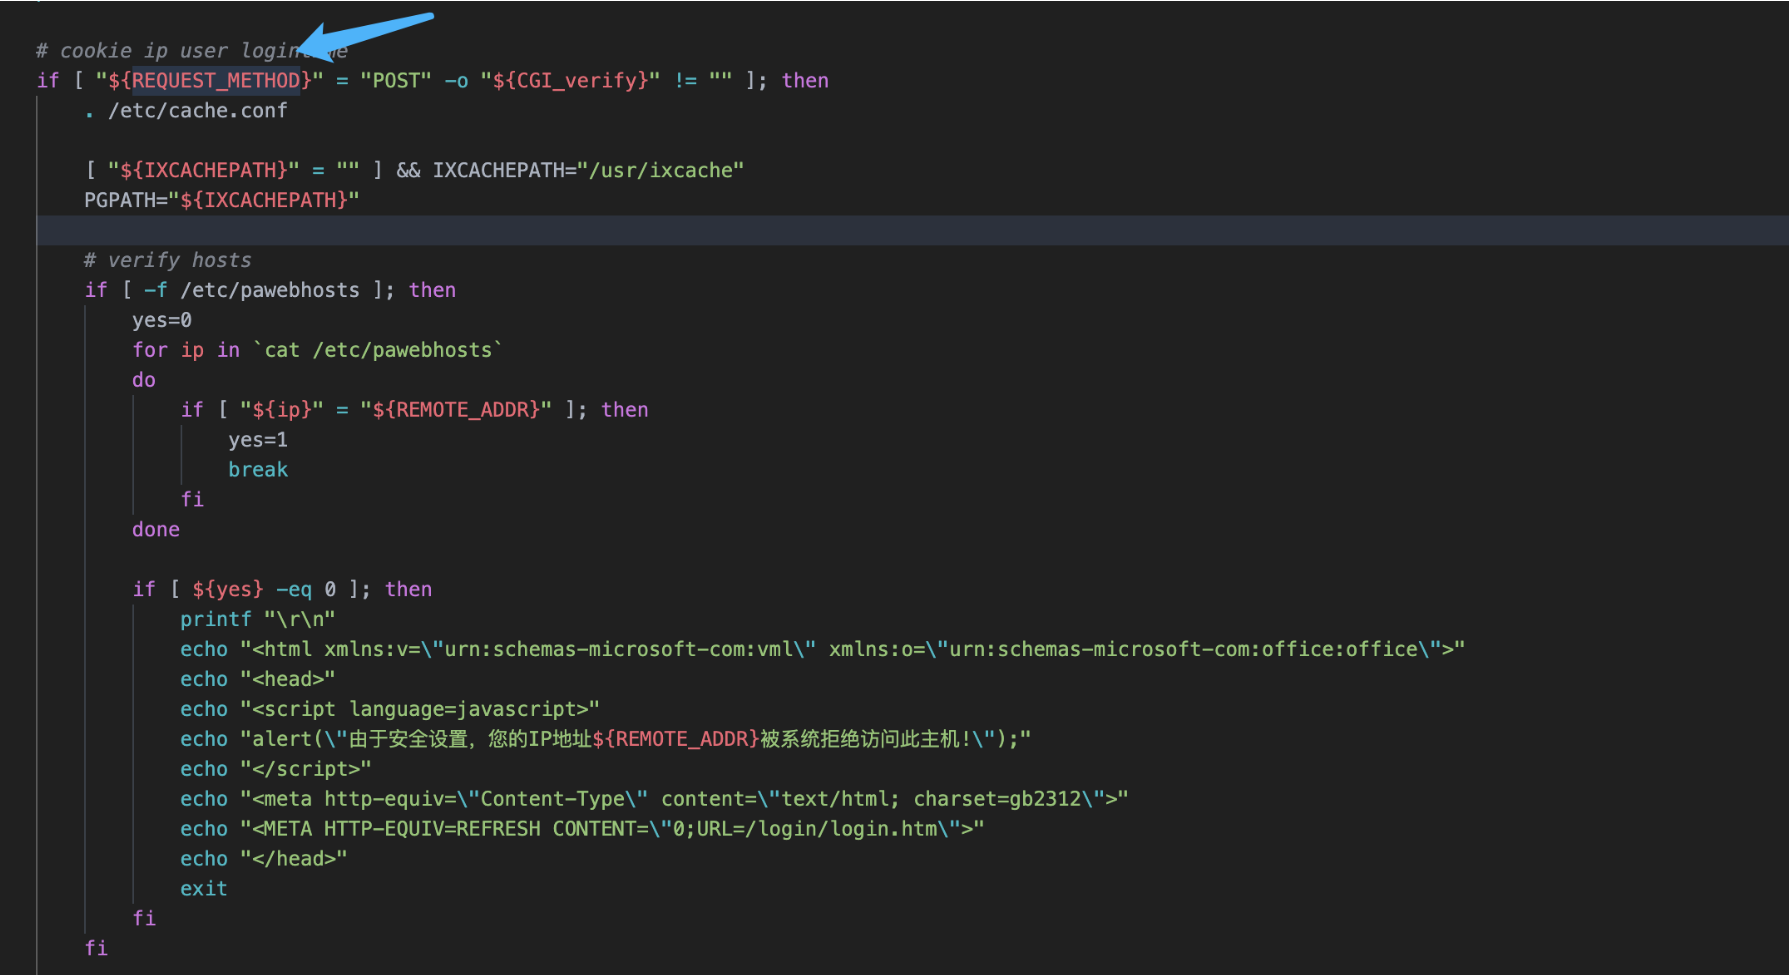 # cookie ip user login me
if [ "${REQUEST_METHOD}" = "POST" -o "${CGI_verify}" != "" ]; then
. /etc/cache.conf
[ "${IXCACHEPATH}" = "" ] && IXCACHEPATH="/usr/ixcache"
PGPATH="${IXCACHEPATH}"
# verify hosts
if [ -f /etc/pawebhosts ]; then
yes=0
for ip in `cat /etc/pawebhosts`
do
if [ "${ip}" = "${REMOTE_ADDR}" ]; then
yes=1
break
fi
done
if [ ${yes} -eq 0 ]; then
printf "\r\n"
echo "<html xmlns:v=\"urn:schemas-microsoft-com:vml\" xmlns:o=\"urn:schemas-microsoft-com:office:office\">"
echo "<head>"
echo "<script language=javascript>"
echo "alert(\"由于安全设置，您的IP地址${REMOTE_ADDR}被系统拒绝访问此主机!\");"
echo "</script>"
echo "<meta http-equiv=\"Content-Type\" content=\"text/html; charset=gb2312\">"
echo "<META HTTP-EQUIV=REFRESH CONTENT=\"0;URL=/login/login.htm\">"
echo "</head>"
exit
fi
fi